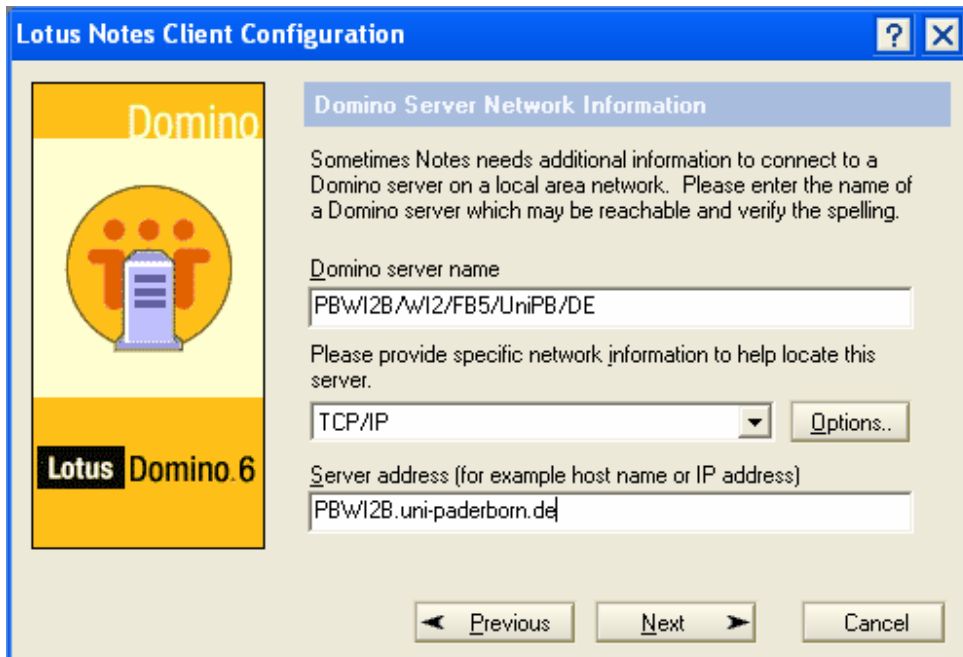 Lotus Notes Client Configuration
?
Domino
Domino Server Network Information
Sometimes Notes needs additional information to connect to a
Domino server on a local area network. Please enter the name of
a Domino server which may be reachable and verify the spelling.
Domino server name
PBWI2B/WI2/FB5/UniPB/DE
Please provide specific network information to help locate this
server.
TCP/IP
Options..
Lotus Domino.6
Server address (for example host name or IP address)
PBWI2B.uni-paderborn.de
Previous
Next
Cancel